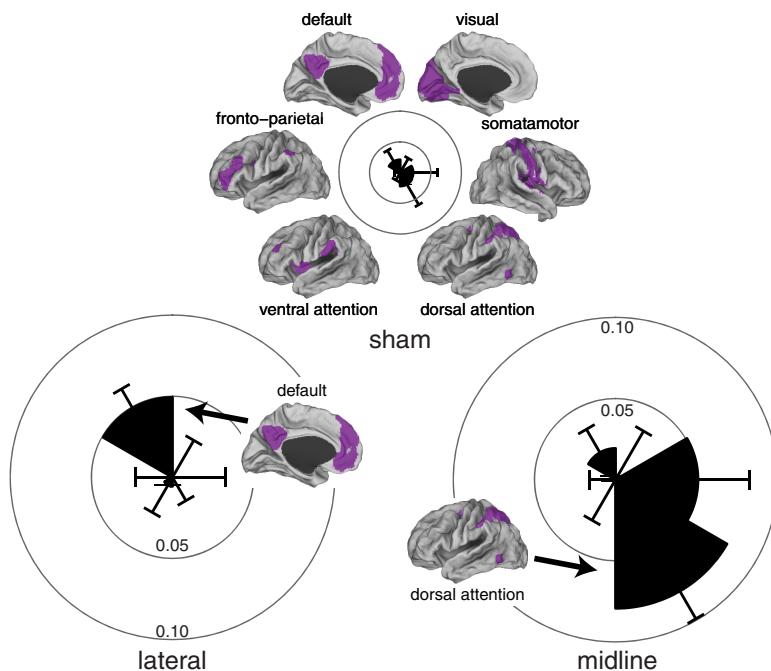 default
visual
fronto-parietal
somatamotor
ventral attention
dorsal attention
sham
0.10
0.05
default
0.05
0.10
dorsal attention
lateral
midline